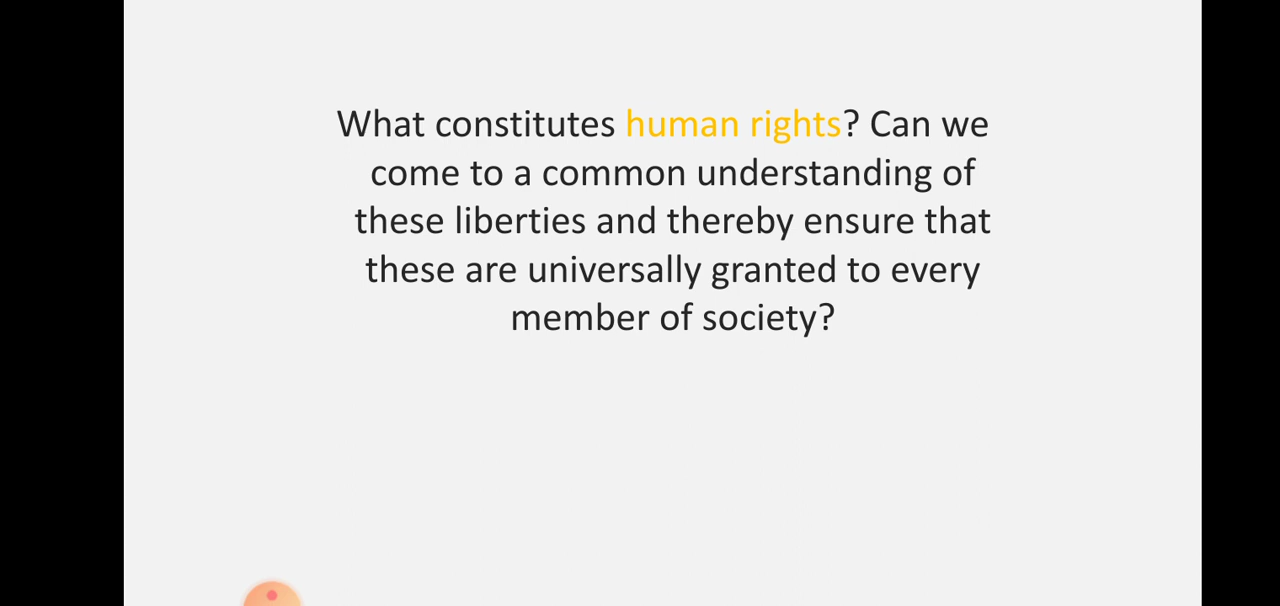 What constitutes human rights? Can we
come to a common understanding of
these liberties and thereby ensure that
these are universally granted to every
member of society?